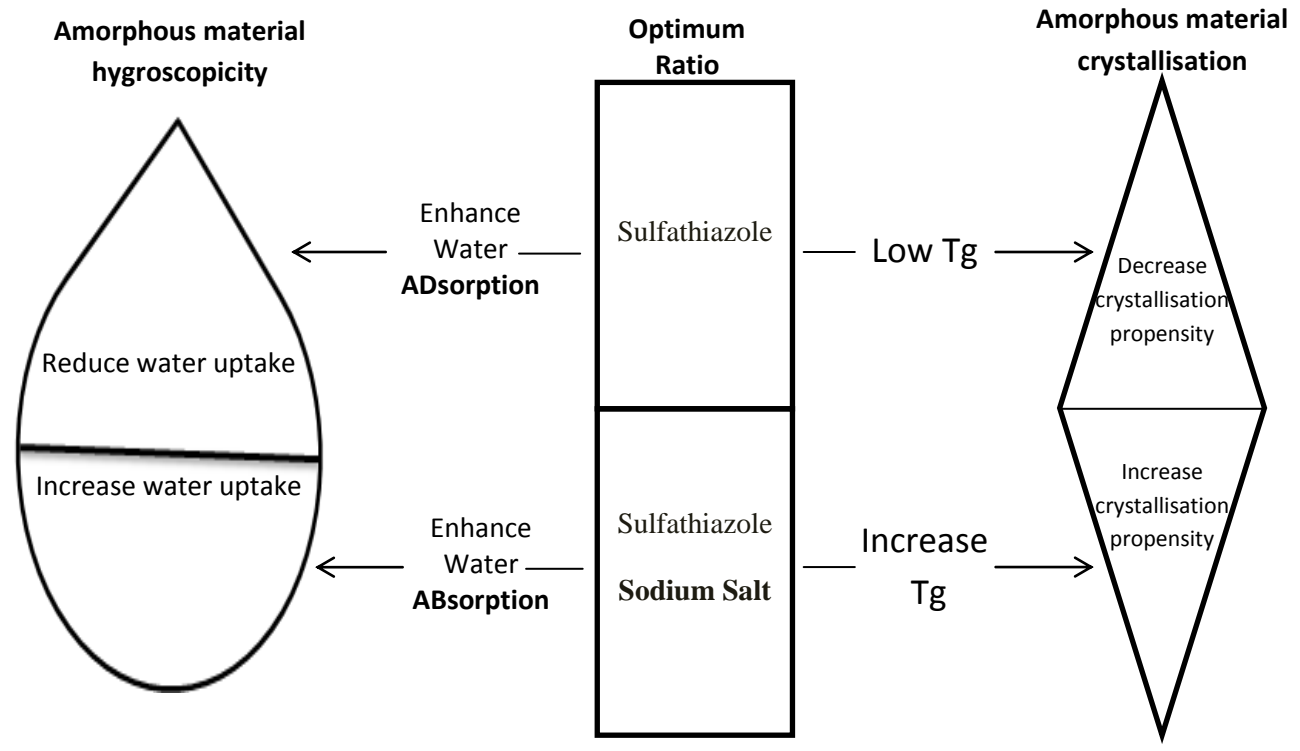 Amorphous material
hygroscopicity
Optimum
Ratio
Amorphous material
crystallisation
Enhance
Water
ADsorption
Sulfathiazole
Low Tg
Decrease
crystallisation
propensity
Reduce water uptake
Increase water uptake
Enhance
Water
ABsorption
Sulfathiazole
Sodium Salt
Increase
Tg
Increase
crystallisation
propensity